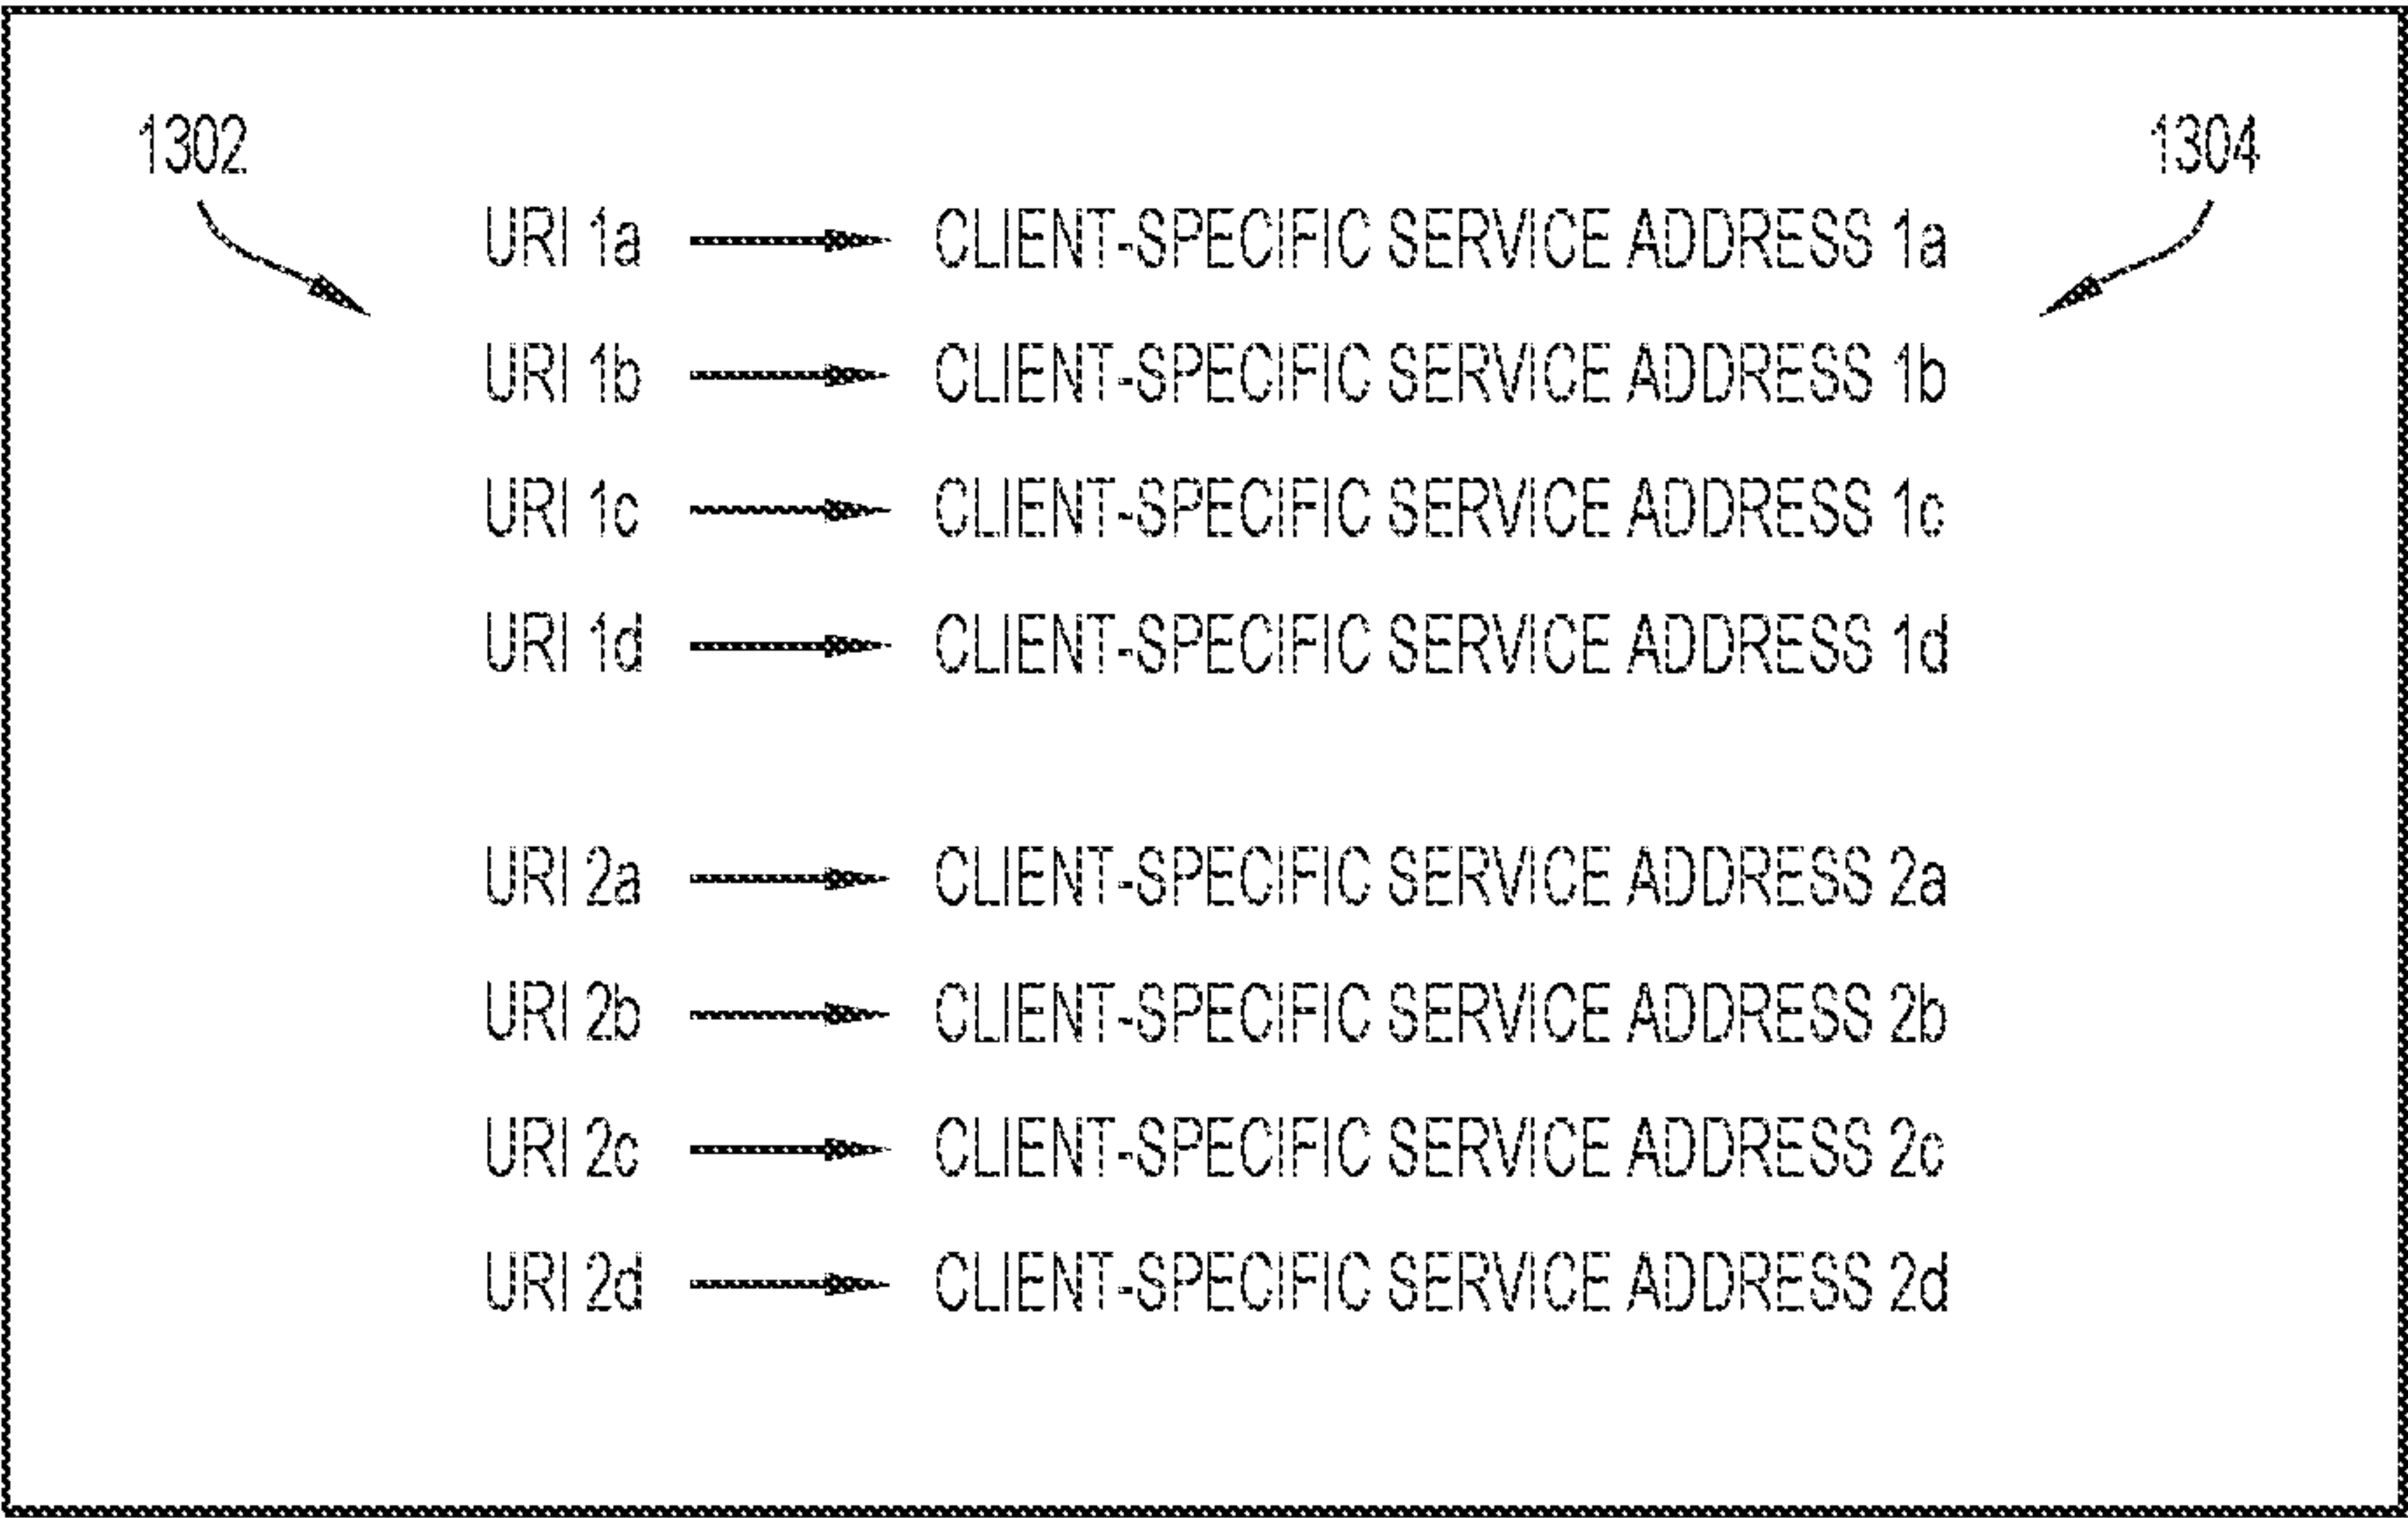 1302
1304
URI 1a CLIENT-SPECIFIC SERVICE ADDRESS 1a
URI 1b CLIENT-SPECIFIC SERVICE ADDRESS 1b
URI 1c CLIENT-SPECIFIC SERVICE ADDRESS 1c
URI 1d CLIENT-SPECIFIC SERVICE ADDRESS 1d
URI 2a CLIENT-SPECIFIC SERVICE ADDRESS 2a
URI 2b CLIENT-SPECIFIC SERVICE ADDRESS 2b
URI 2c CLIENT-SPECIFIC SERVICE ADDRESS 2c
URI 2d CLIENT-SPECIFIC SERVICE ADDRESS 2d